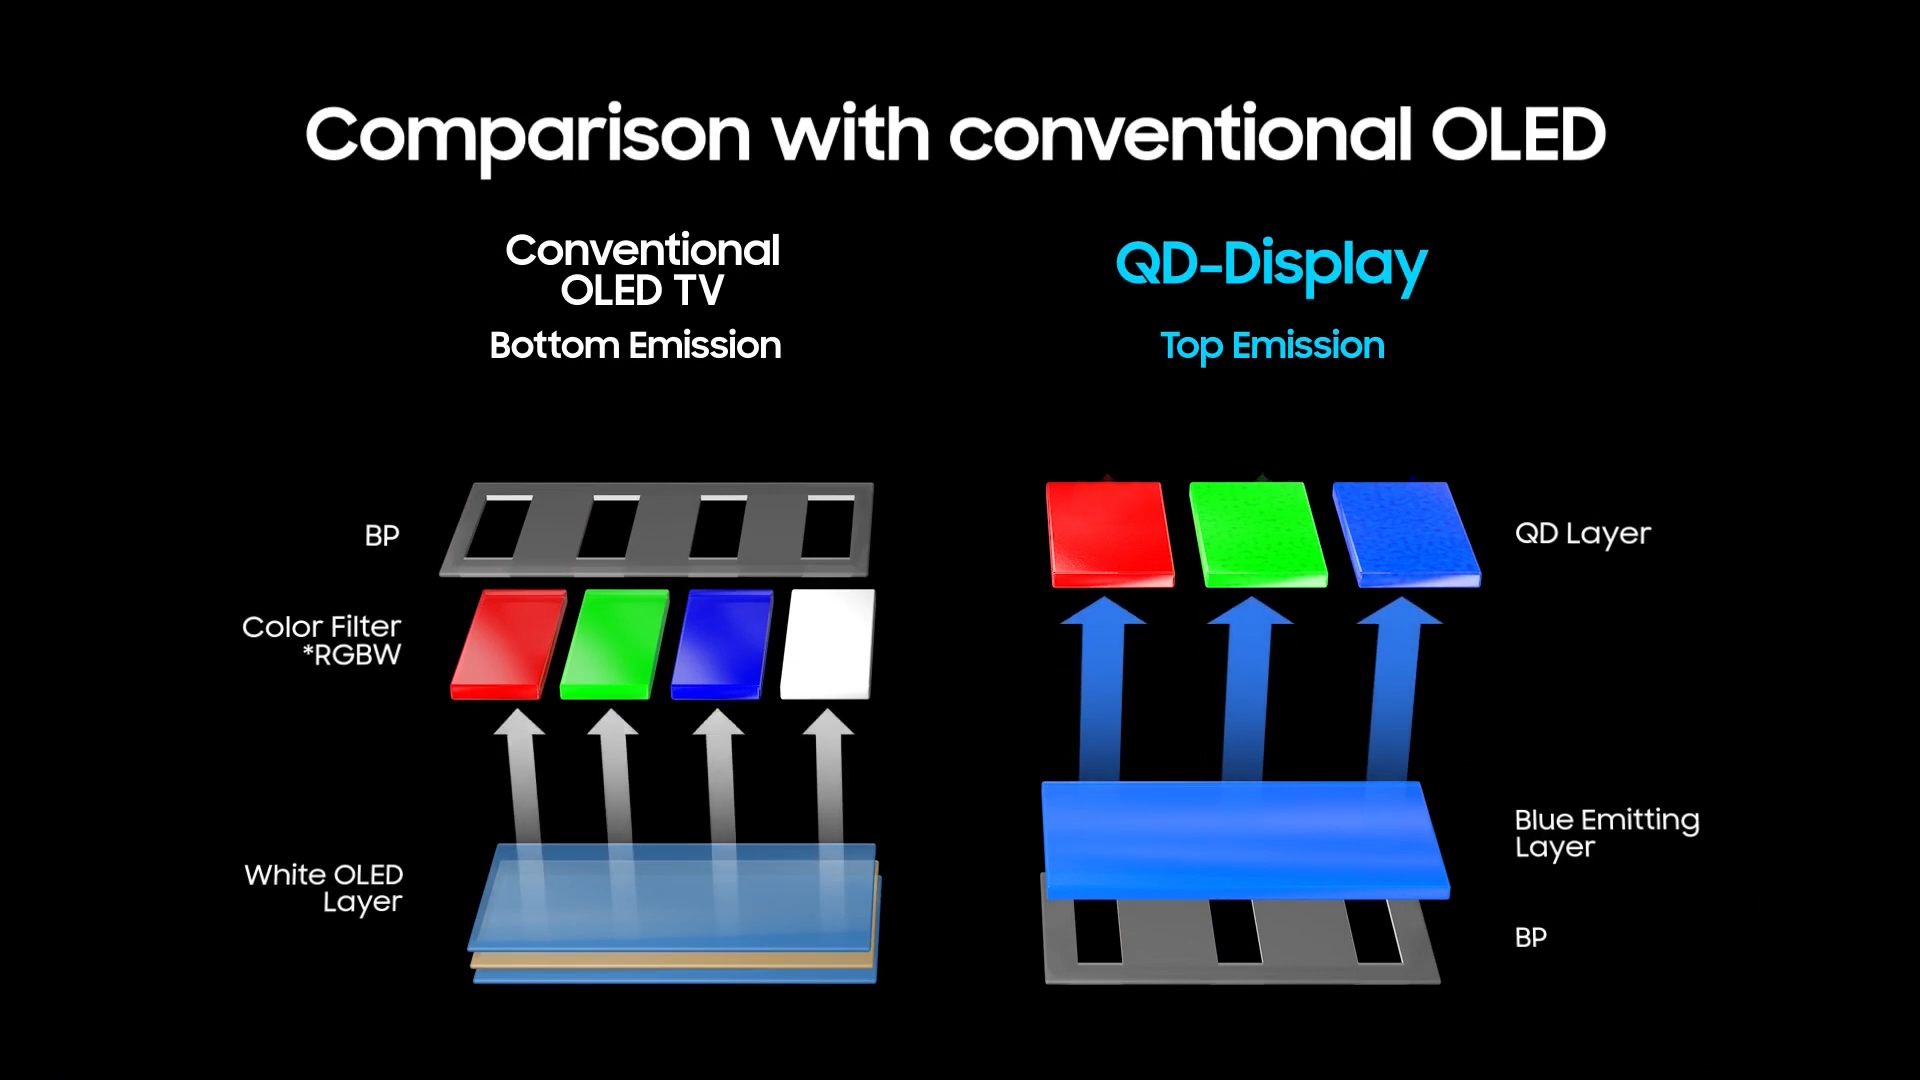 Comparison with conventional OLED
Conventional
OLED TV
Bottom Emission
BP
Color Filter
*RGBW
White OLED
Layer
QD-Display
Top Emission
QD Layer
Blue Emitting
Layer
BP